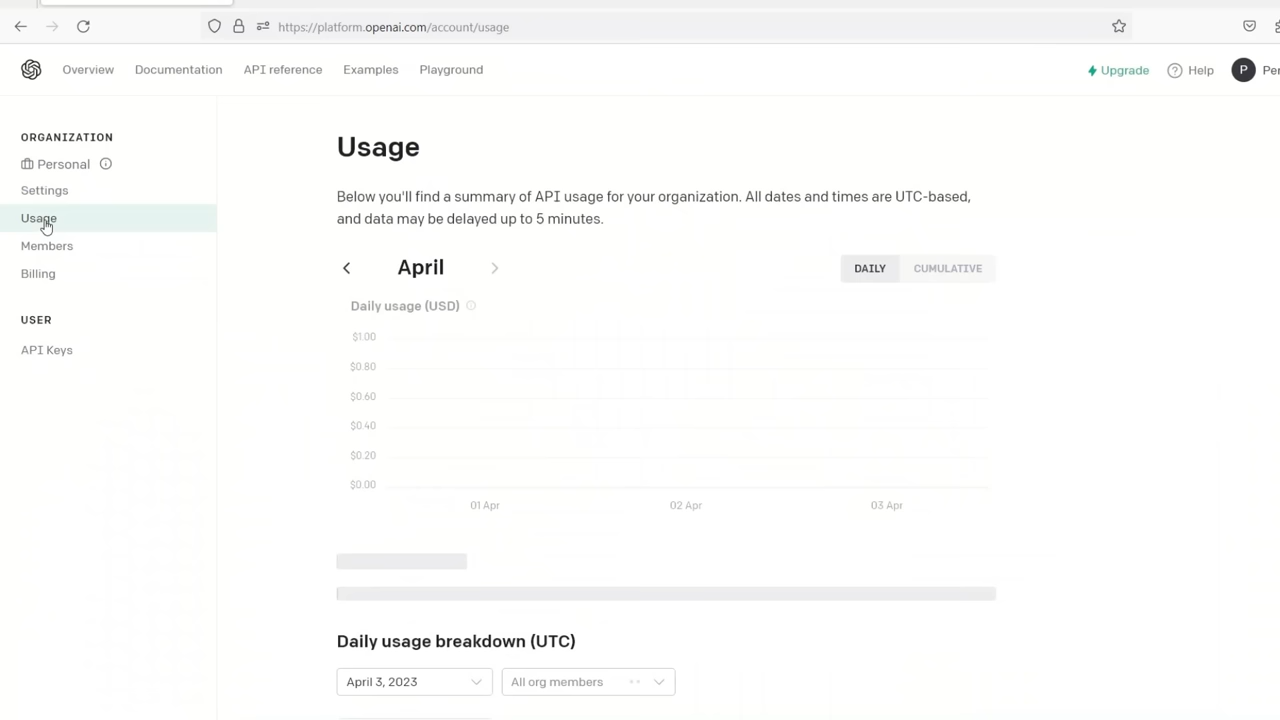 https://platform.openai.com/account/usage
Overview
Documentation
API reference
Examples
Playground
Upgrade
Help
P
ORGANIZATION
Personal
Settings
Usage
Members
Billing
USER
API Keys
Usage
Below you'll find a summary of API usage for your organization. All dates and times are UTC-based,
and data may be delayed up to 5 minutes.
April
DAILY
CUMULATIVE
Daily usage (USD)
$1.00
$0.80
$0.60
$0.40
$0.20
$0.00
01 Apr
02 Apr
03 Apr
Daily usage breakdown (UTC)
April 3, 2023
All org members